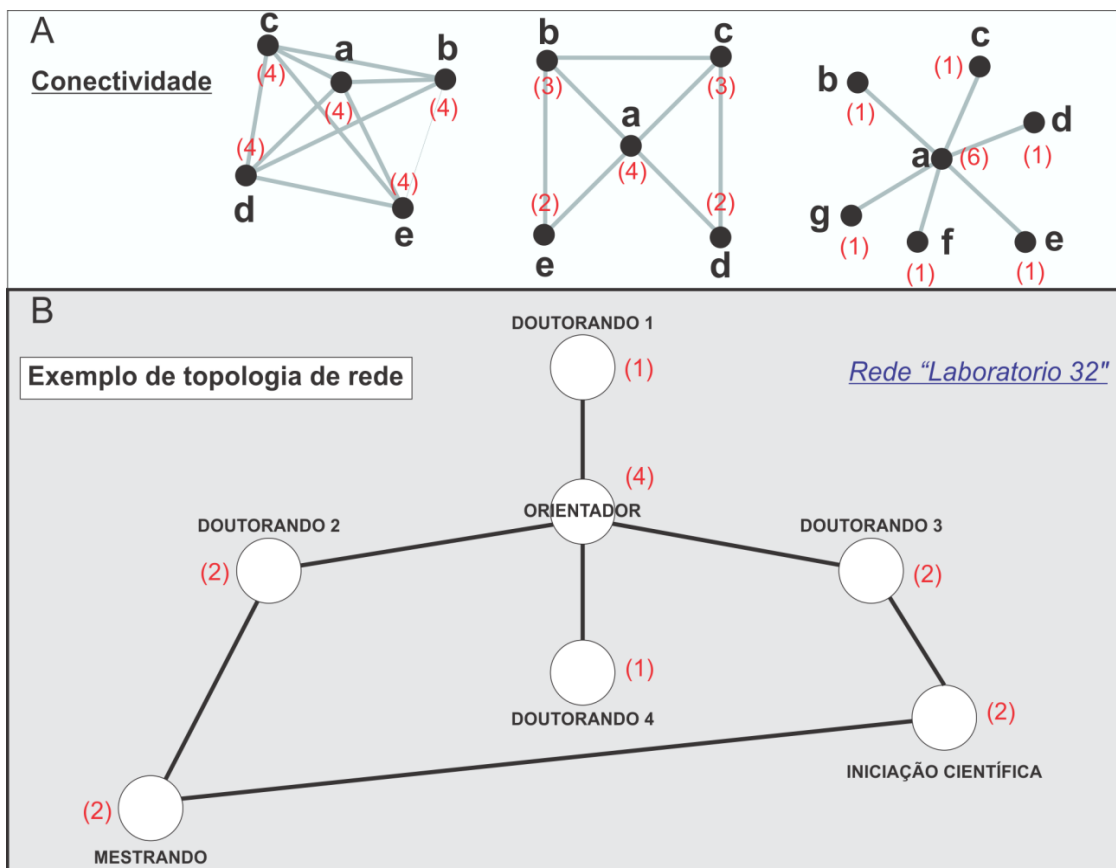 A
Conectividade
c
(4)
a
(4)
b
(4)
(4)
d
(4)
e
b
(3)
c
(3)
a
(4)
(2)
e
(2)
d
c
(1)
b
(1)
d
(1)
a (6)
g
(1)
f
(1)
e
(1)
B
Exemplo de topologia de rede
Rede “Laboratorio 32"
DOUTORANDO 1
(1)
(4)
ORIENTADOR
DOUTORANDO 2
(2)
DOUTORANDO 3
(2)
(1)
DOUTORANDO 4
(2)
INICIAÇÃO CIENTÍFICA
(2)
MESTRANDO